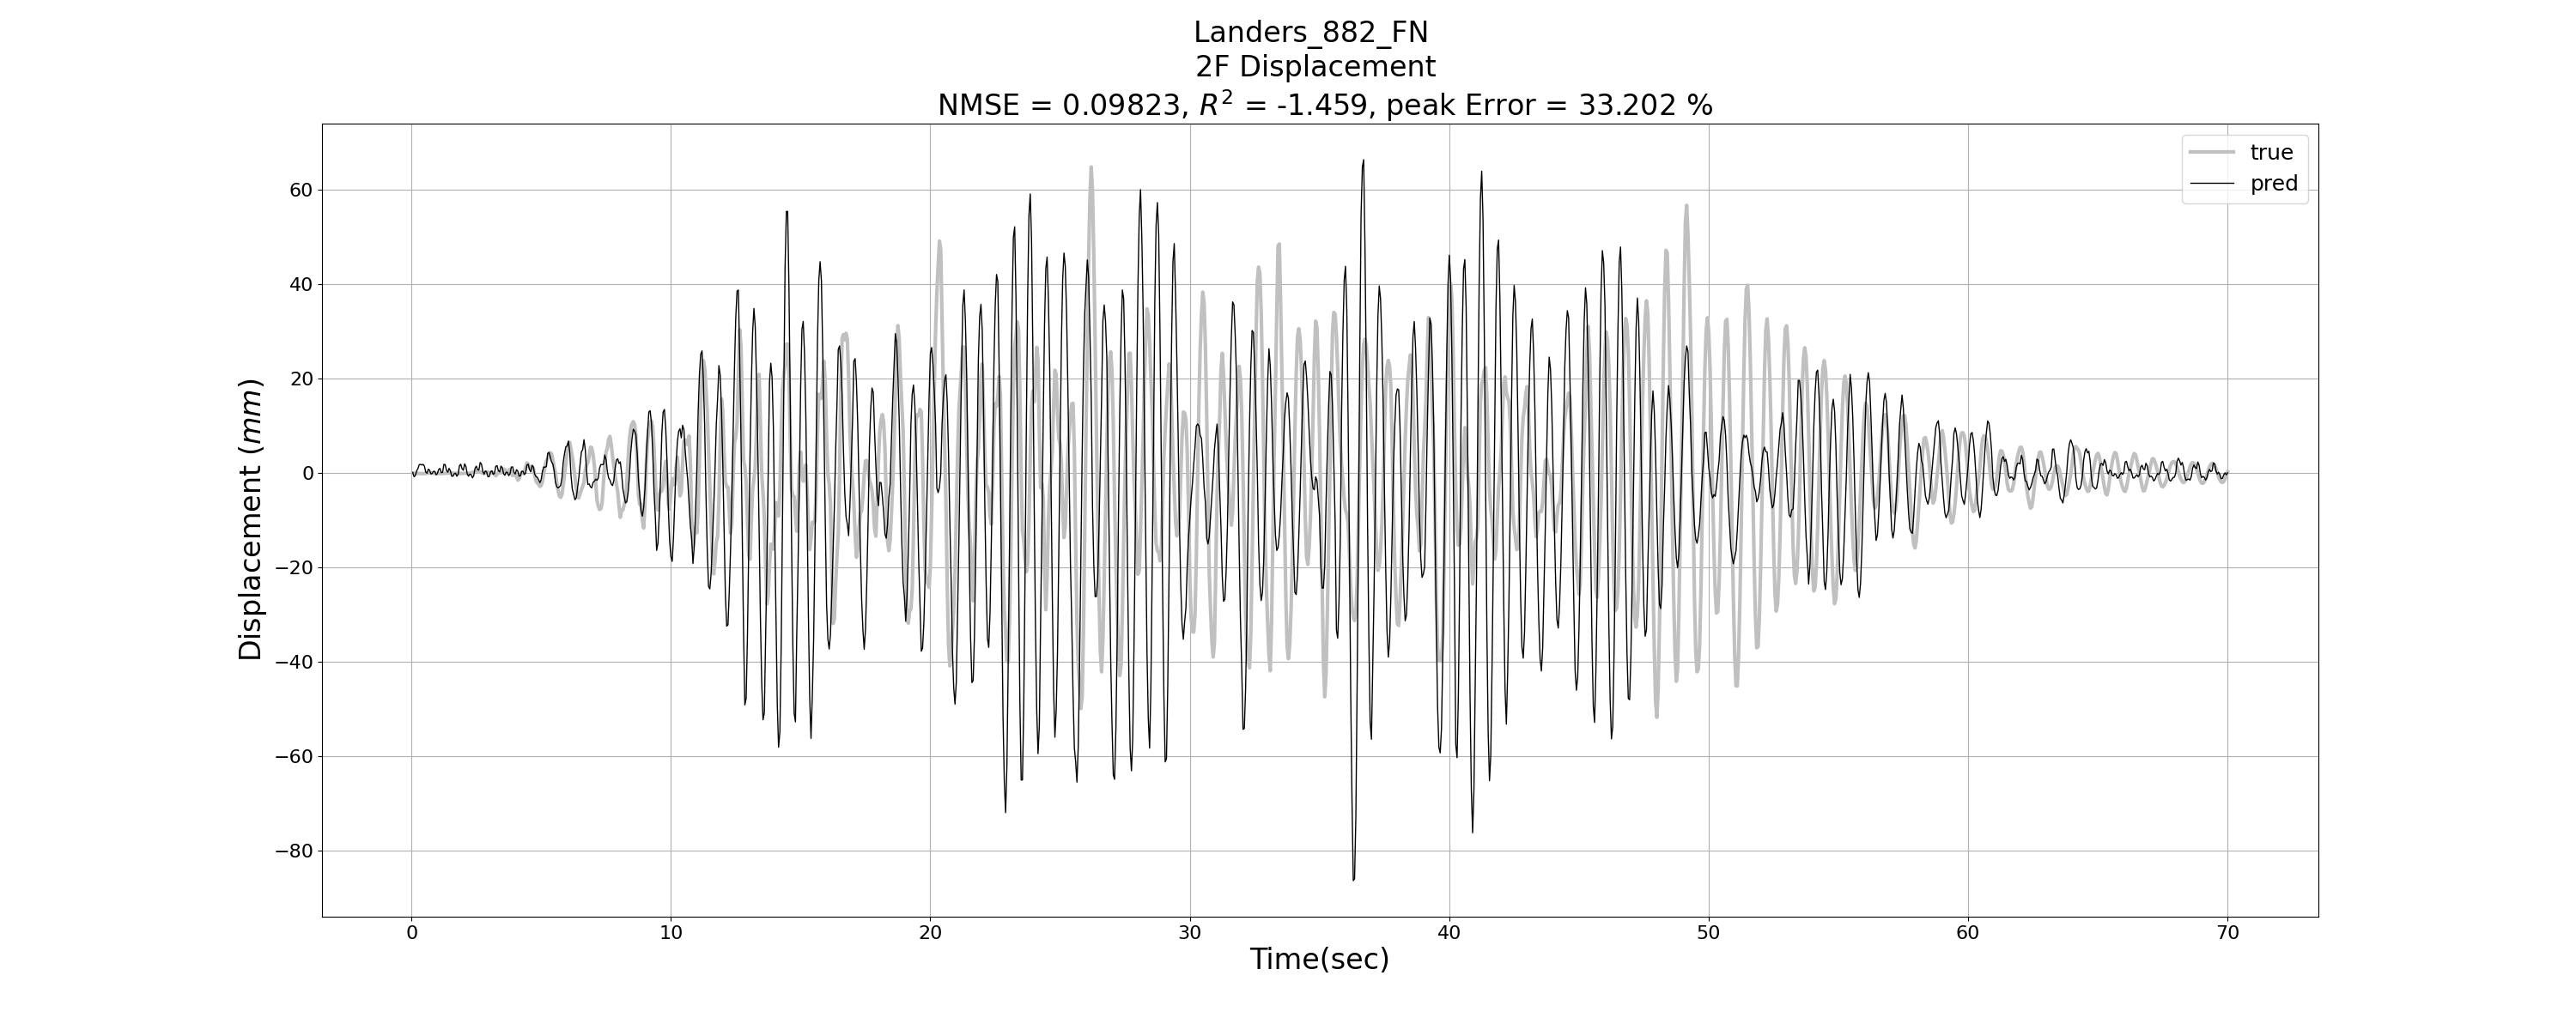 Landers_882_FN
2F Displacement
NMSE = 0.09823, R² = -1.459, peak Error = 33.202 %
true
pred
60
40
20
0
−20
−40
−60
−80
Displacement (mm)
0 10 20 30 40 50 60 70
Time(sec)